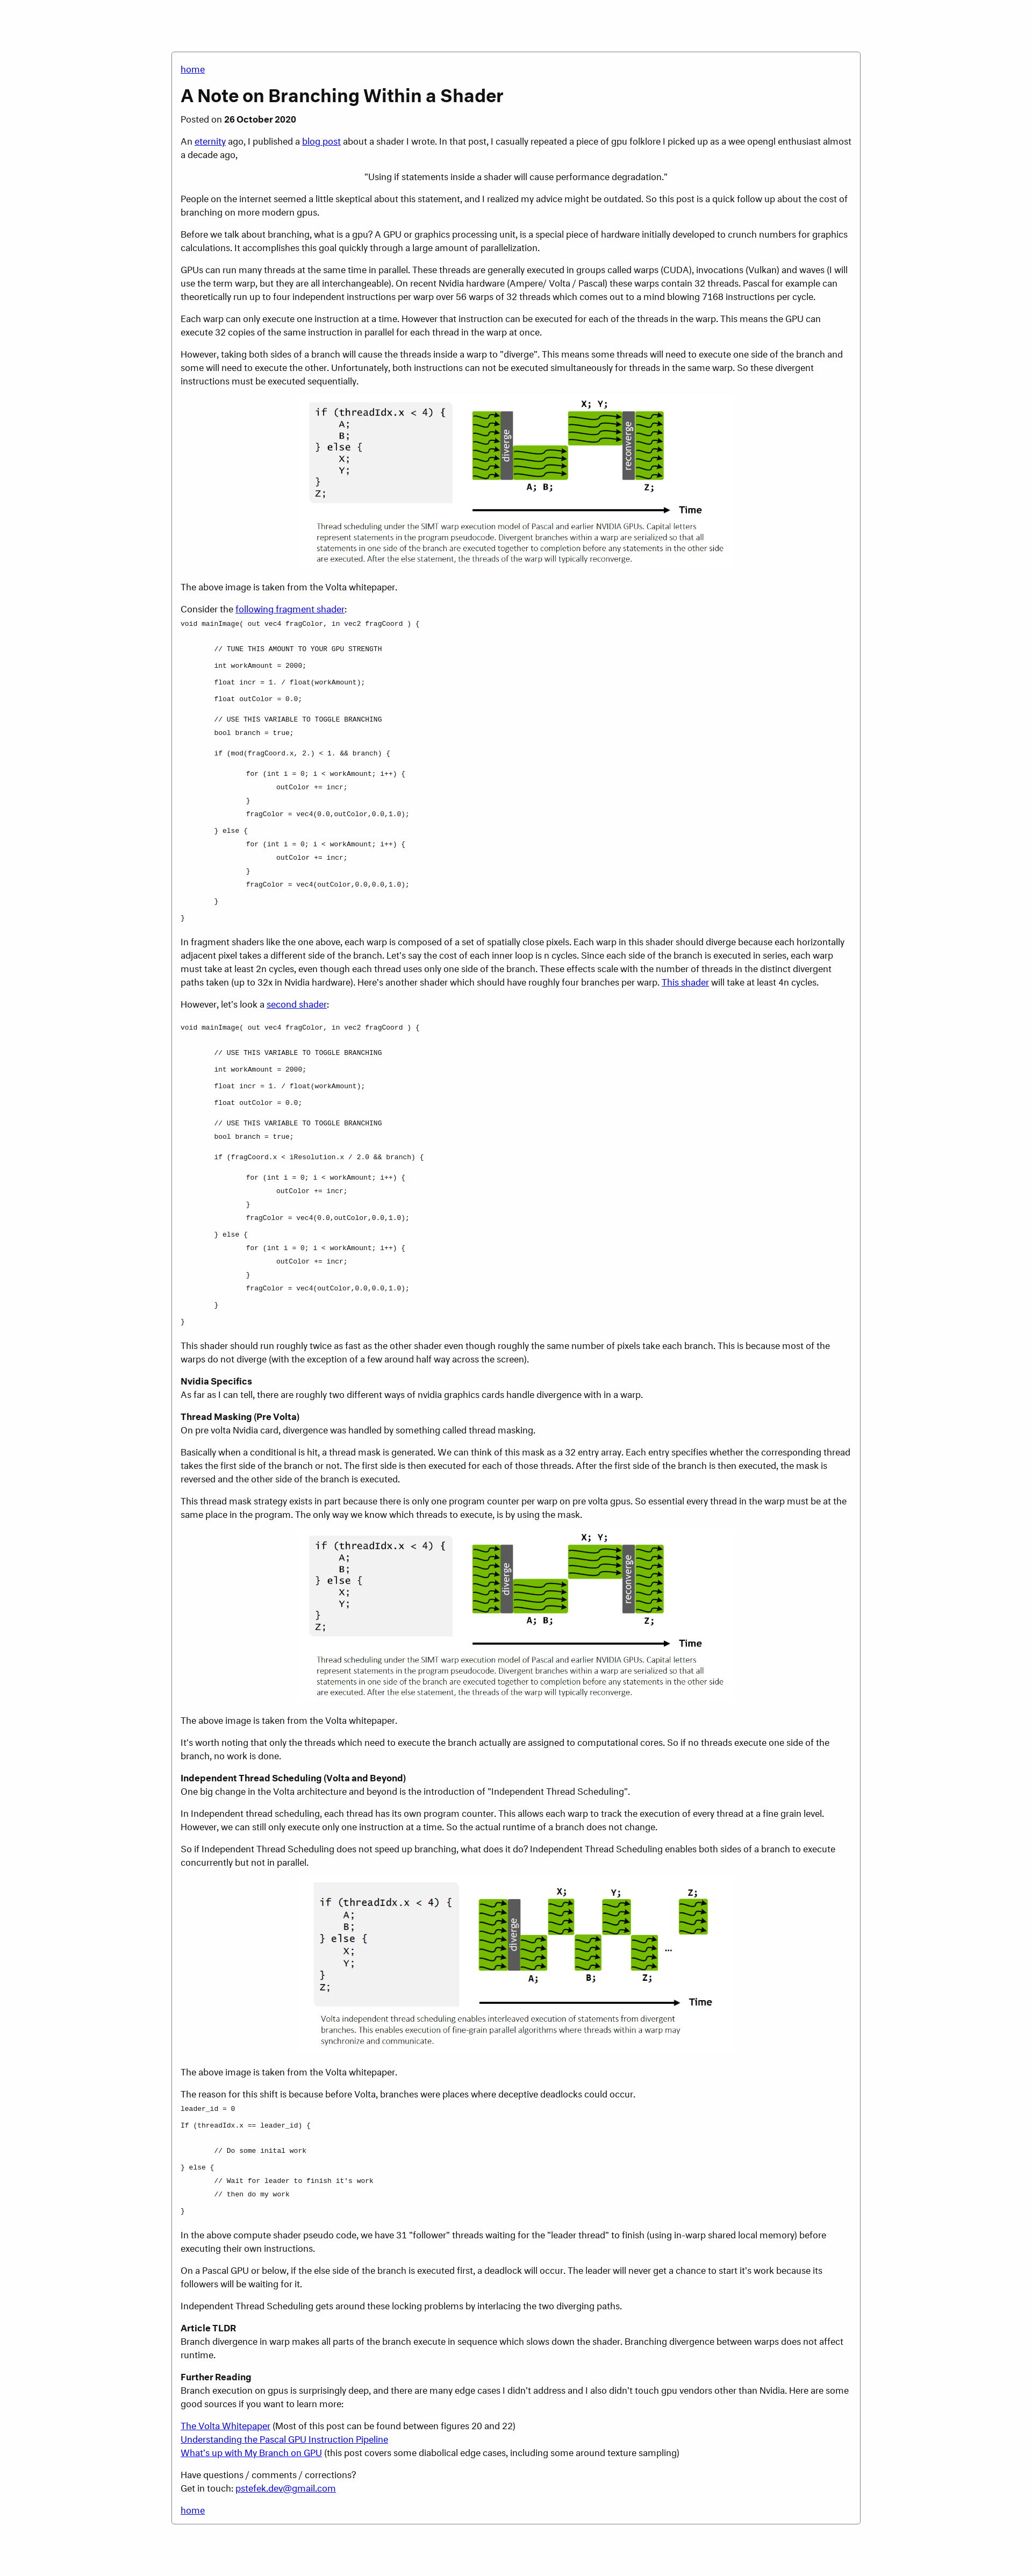 home
A Note on Branching Within a Shader
Posted on 26 October 2020
An eternity ago, I published a blog post about a shader I wrote. In that post, I casually repeated a piece of gpu folklore I picked up as a wee opengl enthusiast almost
a decade ago,
"Using if statements inside a shader will cause performance degradation."
People on the internet seemed a little skeptical about this statement, and I realized my advice might be outdated. So this post is a quick follow up about the cost of
branching on more modern gpus.
Before we talk about branching, what is a gpu? A GPU or graphics processing unit, is a special piece of hardware initially developed to crunch numbers for graphics
calculations. It accomplishes this goal quickly through a large amount of parallelization.
GPUs can run many threads at the same time in parallel. These threads are generally executed in groups called warps (CUDA), invocations (Vulkan) and waves (I will
use the term warp, but they are all interchangeable). On recent Nvidia hardware (Ampere/ Volta / Pascal) these warps contain 32 threads. Pascal for example can
theoretically run up to four independent instructions per warp over 56 warps of 32 threads which comes out to a mind blowing 7168 instructions per cycle.
Each warp can only execute one instruction at a time. However that instruction can be executed for each of the threads in the warp. This means the GPU can
execute 32 copies of the same instruction in parallel for each thread in the warp at once.
However, taking both sides of a branch will cause the threads inside a warp to "diverge". This means some threads will need to execute one side of the branch and
some will need to execute the other. Unfortunately, both instructions can not be executed simultaneously for threads in the same warp. So these divergent
instructions must be executed sequentially.
if (threadIdx.x < 4) {
A;
B;
} else {
X;
Y;
}
Z;
diverge
A; B;
X; Y;
reconverge
Z;
Time
Thread scheduling under the SIMT warp execution model of Pascal and earlier NVIDIA GPUs. Capital letters
represent statements in the program pseudocode. Divergent branches within a warp are serialized so that all
statements in one side of the branch are executed together to completion before any statements in the other side
are executed. After the else statement, the threads of the warp will typically reconverge.
The above image is taken from the Volta whitepaper.
Consider the following fragment shader:
void mainImage( out vec4 fragColor, in vec2 fragCoord ) {
// TUNE THIS AMOUNT TO YOUR GPU STRENGTH
int workAmount = 2000;
float incr = 1. / float(workAmount);
float outColor = 0.0;
// USE THIS VARIABLE TO TOGGLE BRANCHING
bool branch = true;
if (mod(fragCoord.x, 2.) < 1. && branch) {
for (int i = 0; i < workAmount; i++) {
outColor += incr;
}
fragColor = vec4(0.0,outColor,0.0,1.0);
} else {
for (int i = 0; i < workAmount; i++) {
outColor += incr;
}
fragColor = vec4(outColor,0.0,0.0,1.0);
}
}
In fragment shaders like the one above, each warp is composed of a set of spatially close pixels. Each warp in this shader should diverge because each horizontally
adjacent pixel takes a different side of the branch. Let's say the cost of each inner loop is n cycles. Since each side of the branch is executed in series, each warp
must take at least 2n cycles, even though each thread uses only one side of the branch. These effects scale with the number of threads in the distinct divergent
paths taken (up to 32x in Nvidia hardware). Here's another shader which should have roughly four branches per warp. This shader will take at least 4n cycles.
However, let's look a second shader:
void mainImage( out vec4 fragColor, in vec2 fragCoord ) {
// USE THIS VARIABLE TO TOGGLE BRANCHING
int workAmount = 2000;
float incr = 1. / float(workAmount);
float outColor = 0.0;
// USE THIS VARIABLE TO TOGGLE BRANCHING
bool branch = true;
if (fragCoord.x < iResolution.x / 2.0 && branch) {
for (int i = 0; i < workAmount; i++) {
outColor += incr;
}
fragColor = vec4(0.0,outColor,0.0,1.0);
} else {
for (int i = 0; i < workAmount; i++) {
outColor += incr;
}
fragColor = vec4(outColor,0.0,0.0,1.0);
}
}
This shader should run roughly twice as fast as the other shader even though roughly the same number of pixels take each branch. This is because most of the
warps do not diverge (with the exception of a few around half way across the screen).
Nvidia Specifics
As far as I can tell, there are roughly two different ways of nvidia graphics cards handle divergence with in a warp.
Thread Masking (Pre Volta)
On pre volta Nvidia card, divergence was handled by something called thread masking.
Basically when a conditional is hit, a thread mask is generated. We can think of this mask as a 32 entry array. Each entry specifies whether the corresponding thread
takes the first side of the branch or not. The first side is then executed for each of those threads. After the first side of the branch is then executed, the mask is
reversed and the other side of the branch is executed.
This thread mask strategy exists in part because there is only one program counter per warp on pre volta gpus. So essential every thread in the warp must be at the
same place in the program. The only way we know which threads to execute, is by using the mask.
if (threadIdx.x < 4) {
A;
B;
} else {
X;
Y;
}
Z;
diverge
A; B;
X; Y;
reconverge
Z;
Time
Thread scheduling under the SIMT warp execution model of Pascal and earlier NVIDIA GPUs. Capital letters
represent statements in the program pseudocode. Divergent branches within a warp are serialized so that all
statements in one side of the branch are executed together to completion before any statements in the other side
are executed. After the else statement, the threads of the warp will typically reconverge.
The above image is taken from the Volta whitepaper.
It's worth noting that only the threads which need to execute the branch actually are assigned to computational cores. So if no threads execute one side of the
branch, no work is done.
Independent Thread Scheduling (Volta and Beyond)
One big change in the Volta architecture and beyond is the introduction of "Independent Thread Scheduling".
In Independent thread scheduling, each thread has its own program counter. This allows each warp to track the execution of every thread at a fine grain level.
However, we can still only execute only one instruction at a time. So the actual runtime of a branch does not change.
So if Independent Thread Scheduling does not speed up branching, what does it do? Independent Thread Scheduling enables both sides of a branch to execute
concurrently but not in parallel.
if (threadIdx.x < 4) {
A;
B;
} else {
X;
Y;
}
Z;
diverge
A;
X;
B;
Y;
Z;
...
Z;
Time
Volta independent thread scheduling enables interleaved execution of statements from divergent
branches. This enables execution of fine-grain parallel algorithms where threads within a warp may
synchronize and communicate.
The above image is taken from the Volta whitepaper.
The reason for this shift is because before Volta, branches were places where deceptive deadlocks could occur.
leader_id = 0
If (threadIdx.x == leader_id) {
// Do some inital work
} else {
// Wait for leader to finish it's work
// then do my work
}
In the above compute shader pseudo code, we have 31 "follower" threads waiting for the "leader thread" to finish (using in-warp shared local memory) before
executing their own instructions.
On a Pascal GPU or below, if the else side of the branch is executed first, a deadlock will occur. The leader will never get a chance to start it's work because its
followers will be waiting for it.
Independent Thread Scheduling gets around these locking problems by interlacing the two diverging paths.
Article TLDR
Branch divergence in warp makes all parts of the branch execute in sequence which slows down the shader. Branching divergence between warps does not affect
runtime.
Further Reading
Branch execution on gpus is surprisingly deep, and there are many edge cases I didn't address and I also didn't touch gpu vendors other than Nvidia. Here are some
good sources if you want to learn more:
The Volta Whitepaper (Most of this post can be found between figures 20 and 22)
Understanding the Pascal GPU Instruction Pipeline
What's up with My Branch on GPU (this post covers some diabolical edge cases, including some around texture sampling)
Have questions / comments / corrections?
Get in touch: pstefek.dev@gmail.com
home